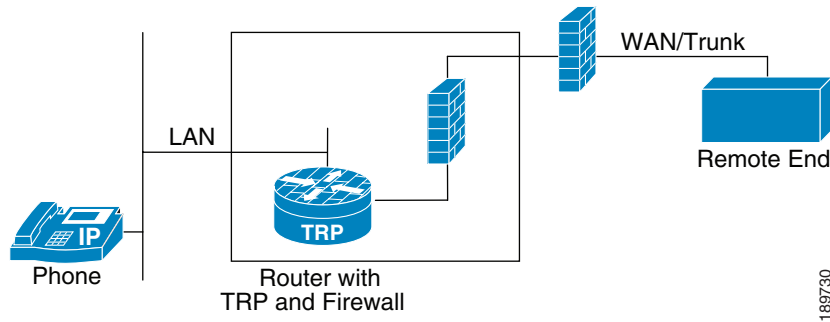 WAN/Trunk
LAN
Remote End
IP
TRP
Phone
Router with
TRP and Firewall
189730